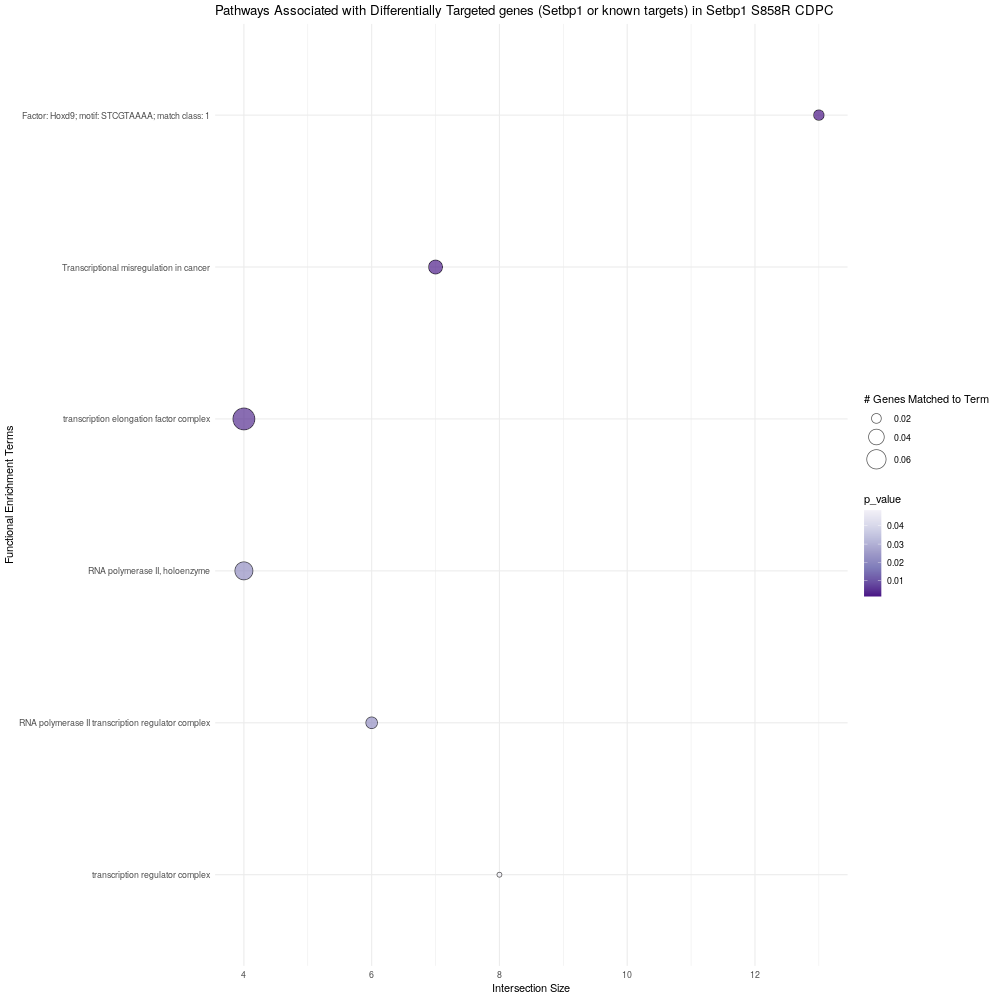 Pathways Associated with Differentially Targeted genes (Setbp1 or known targets) in Setbp1 S858R CDPC
Functional Enrichment Terms
Factor: Hoxd9; motif: STCGTAAAA; match class: 1
Transcriptional misregulation in cancer
transcription elongation factor complex
RNA polymerase II, holoenzyme
RNA polymerase II transcription regulator complex
transcription regulator complex
4 6 8 10 12
Intersection Size
# Genes Matched to Term
0.02
0.04
0.06
p_value
0.04
0.03
0.02
0.01